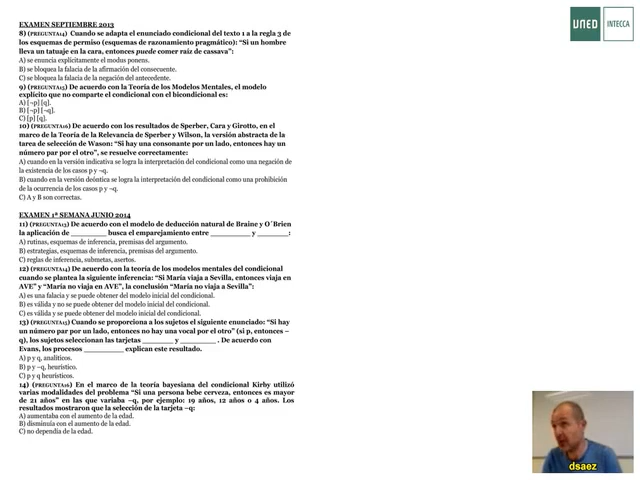 EXAMEN SEPTIEMBRE 2013
8) (PREGUNTA14) Cuando se adapta el enunciado condicional del texto 1 a la regla 3 de
los esquemas de permiso (esquemas de razonamiento pragmático): “Si un hombre
lleva un tatuaje en la cara, entonces puede comer raíz de cassava”:
A) se enuncia explícitamente el modus ponens.
B) se bloquea la falacia de la afirmación del consecuente.
C) se bloquea la falacia de la negación del antecedente.
9) (PREGUNTA15) De acuerdo con la Teoría de los Modelos Mentales, el modelo
explícito que no comparte el condicional con el bicondicional es:
A) [¬p] [q].
B) [¬p] [¬q].
C) [p] [q].
10) (PREGUNTA16) De acuerdo con los resultados de Sperber, Cara y Girotto, en el
marco de la Teoría de la Relevancia de Sperber y Wilson, la versión abstracta de la
tarea de selección de Wason: “Si hay una consonante por un lado, entonces hay un
número par por el otro”, se resuelve correctamente:
A) cuando en la versión indicativa se logra la interpretación del condicional como una negación de
la existencia de los casos p y ¬q.
B) cuando en la versión deóntica se logra la interpretación del condicional como una prohibición
de la ocurrencia de los casos p y ¬q.
C) A y B son correctas.
EXAMEN 1ª SEMANA JUNIO 2014
11) (PREGUNTA13) De acuerdo con el modelo de deducción natural de Braine y O´Brien
la aplicación de ________ busca el emparejamiento entre _________ y _______:
A) rutinas, esquemas de inferencia, premisas del argumento.
B) estrategias, esquemas de inferencia, premisas del argumento.
C) reglas de inferencia, submetas, asertos.
12) (PREGUNTA14) De acuerdo con la teoría de los modelos mentales del condicional
cuando se plantea la siguiente inferencia: “Si María viaja a Sevilla, entonces viaja en
AVE” y “María no viaja en AVE”, la conclusión “María no viaja a Sevilla”:
A) es una falacia y se puede obtener del modelo inicial del condicional.
B) es válida y no se puede obtener del modelo inicial del condicional.
C) es válida y se puede obtener del modelo inicial del condicional.
13) (PREGUNTA15) Cuando se proporciona a los sujetos el siguiente enunciado: “Si hay
un número par por un lado, entonces no hay una vocal por el otro” (si p, entonces –
q), los sujetos seleccionan las tarjetas _______ y ________ . De acuerdo con
Evans, los procesos _________ explican este resultado.
A) p y q, analíticos.
B) p y –q, heurístico.
C) p y q heurísticos.
14) (PREGUNTA16) En el marco de la teoría bayesiana del condicional Kirby utilizó
varias modalidades del problema “Si una persona bebe cerveza, entonces es mayor
de 21 años” en las que variaba –q, por ejemplo: 19 años, 12 años o 4 años. Los
resultados mostraron que la selección de la tarjeta –q:
A) aumentaba con el aumento de la edad.
B) disminuía con el aumento de la edad.
C) no dependía de la edad.
UNED INTECCA
dsaez